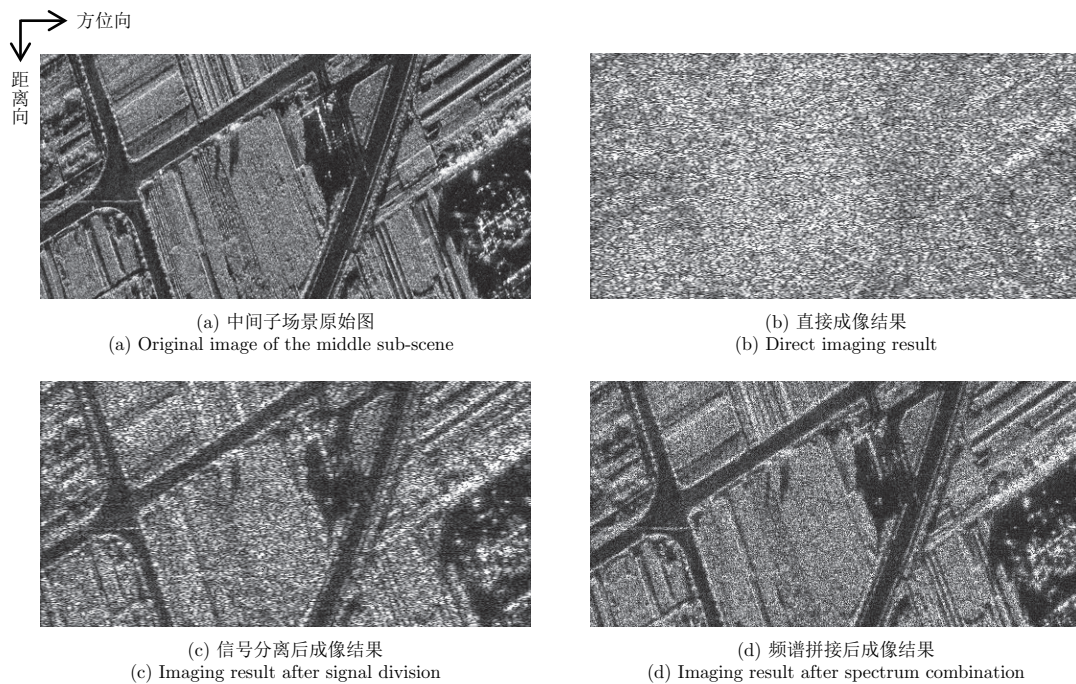 方位向
距离向
(a) 中间子场景原始图
(a) Original image of the middle sub-scene
(b) 直接成像结果
(b) Direct imaging result
(c) 信号分离后成像结果
(c) Imaging result after signal division
(d) 频谱拼接后成像结果
(d) Imaging result after spectrum combination